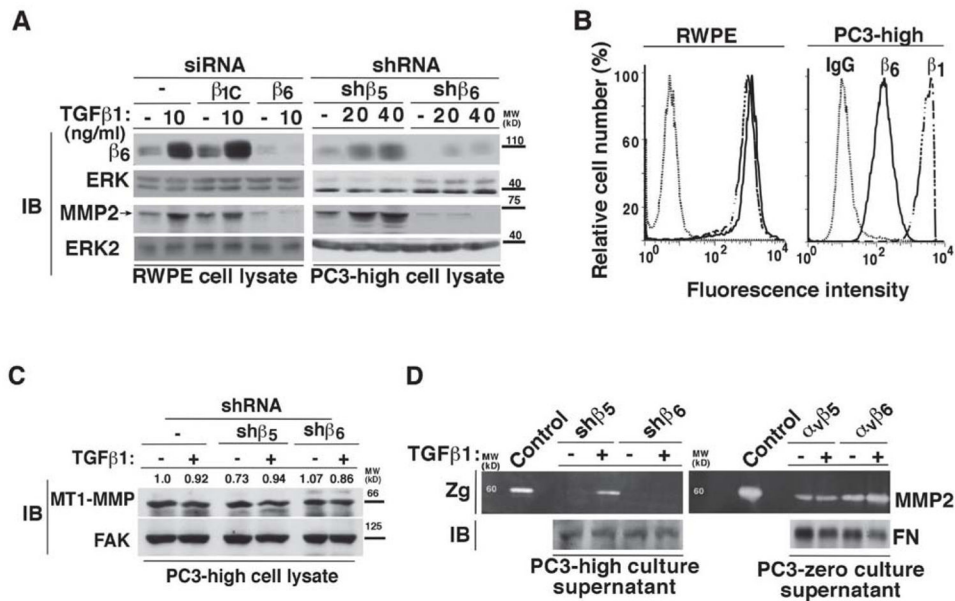 A
siRNA shRNA
- β1C β6 shβ5 shβ6
TGFβ1: - 10 - 10 - 10 - 20 40 - 20 40 MW (kD)
(ng/ml)
β6 110
ERK 40
IB
MMP2→ 75
ERK2 40
RWPE cell lysate PC3-high cell lysate
B
RWPE PC3-high
IgG β6 β1
Relative cell number (%)
100
60
20
10^0 10^2 10^4 10^0 10^2 10^4
Fluorescence intensity
C
shRNA
- shβ5 shβ6
TGFβ1: - + - + - + MW (kD)
1.0 0.92 0.73 0.94 1.07 0.86
MT1-MMP 66
IB
FAK 125
PC3-high cell lysate
D
Control shβ5 shβ6 Control αvβ5 αvβ6
TGFβ1: MW (kD) - + - + MW (kD) - + - +
Zg 60 60 MMP2
IB FN
PC3-high culture supernatant PC3-zero culture supernatant